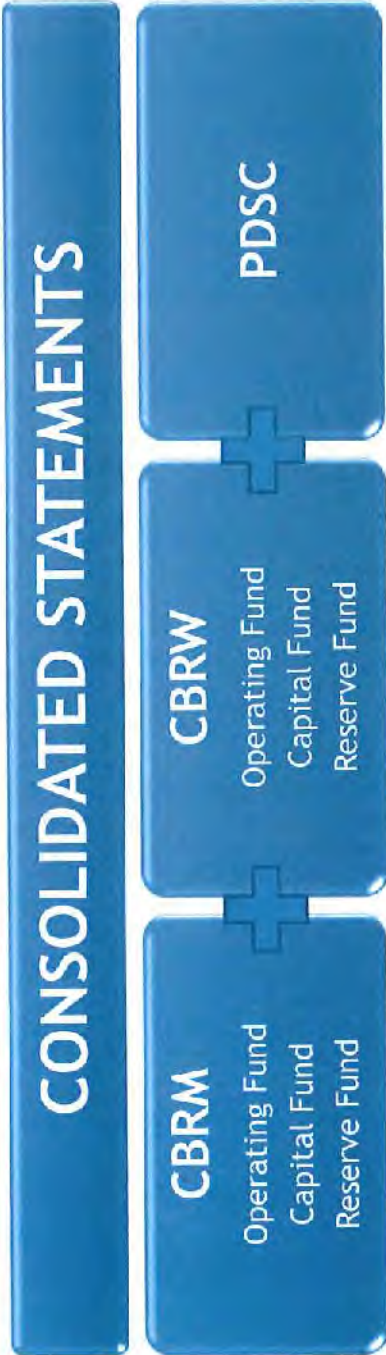 CONSOLIDATED STATEMENTS
CBRM
Operating Fund
Capital Fund
Reserve Fund
CBRW
Operating Fund
Capital Fund
Reserve Fund
PDSC